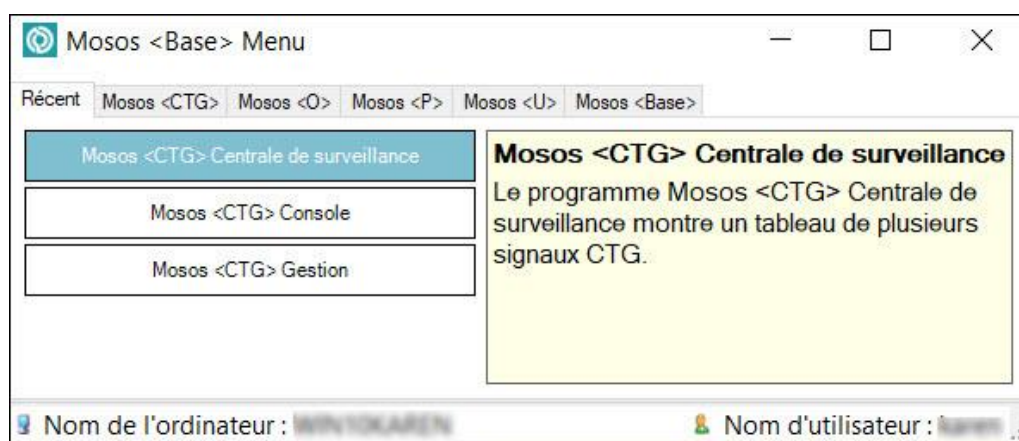 Mosos <Base> Menu
Récent Mosos <CTG> Mosos <O> Mosos <P> Mosos <U> Mosos <Base>
Mosos <CTG> Centrale de surveillance
Mosos <CTG> Console
Mosos <CTG> Gestion
Mosos <CTG> Centrale de surveillance
Le programme Mosos <CTG> Centrale de
surveillance montre un tableau de plusieurs
signaux CTG.
Nom de l'ordinateur :
Nom d'utilisateur :